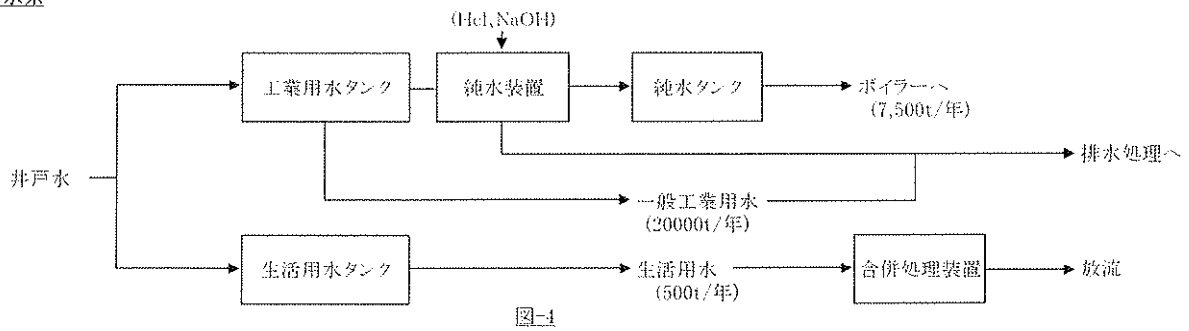 水系
(Hcl,NaOH)
工業用水タンク
純水装置
純水タンク
ボイラーへ
(7,500t/年)
排水処理へ
井戸水
一般工業用水
(20000t/年)
生活用水タンク
生活用水
(500t/年)
合併処理装置
放流
図-4